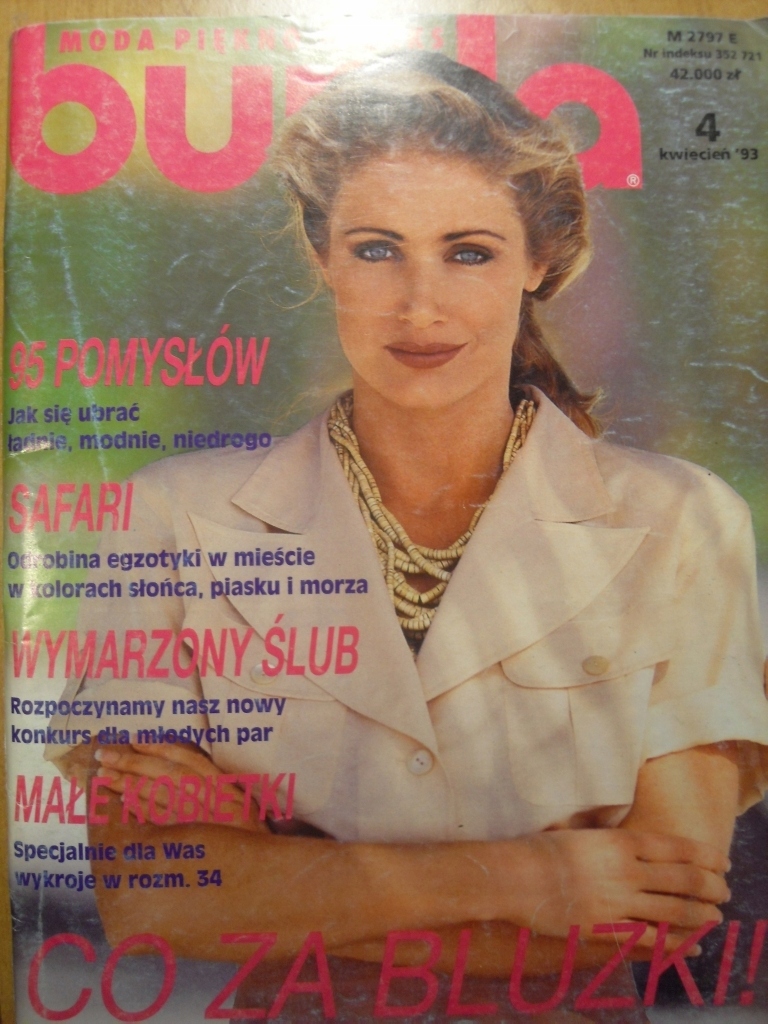 MODA PIĘKNO
burda
®
M 2797 E
Nr indeksu 352 721
42.000 zł
4
kwiecień '93
95 POMYSŁÓW
Jak się ubrać
ładnie, modnie, niedrogo
SAFARI
Odrobina egzotyki w mieście
w kolorach słońca, piasku i morza
WYMARZONY ŚLUB
Rozpoczynamy nasz nowy
konkurs dla młodych par
MAŁE KOBIETKI
Specjalnie dla Was
wykroje w rozm. 34
CO ZA BLUZKI!